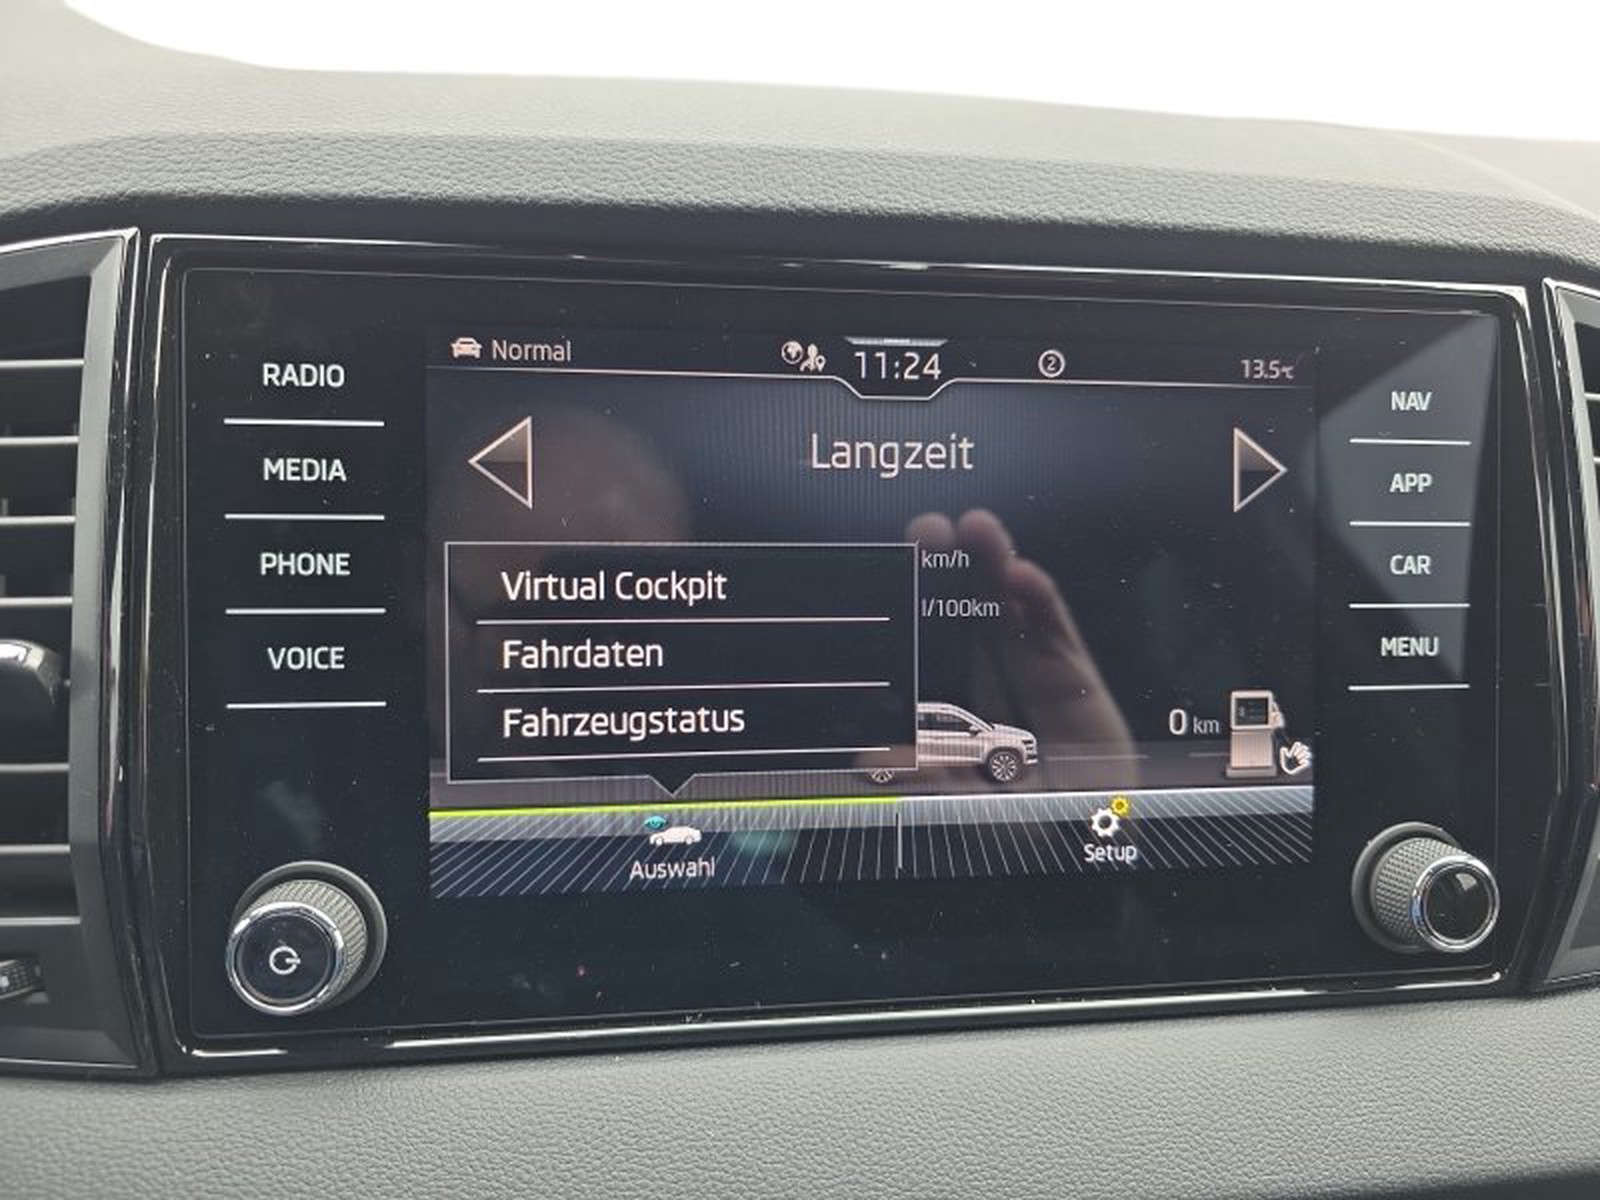 RADIO
MEDIA
PHONE
VOICE
Normal
11:24
2
13.5°C
Langzeit
km/h
l/100km
Virtual Cockpit
Fahrdaten
Fahrzeugstatus
0 km
Auswahl
Setup
NAV
APP
CAR
MENU